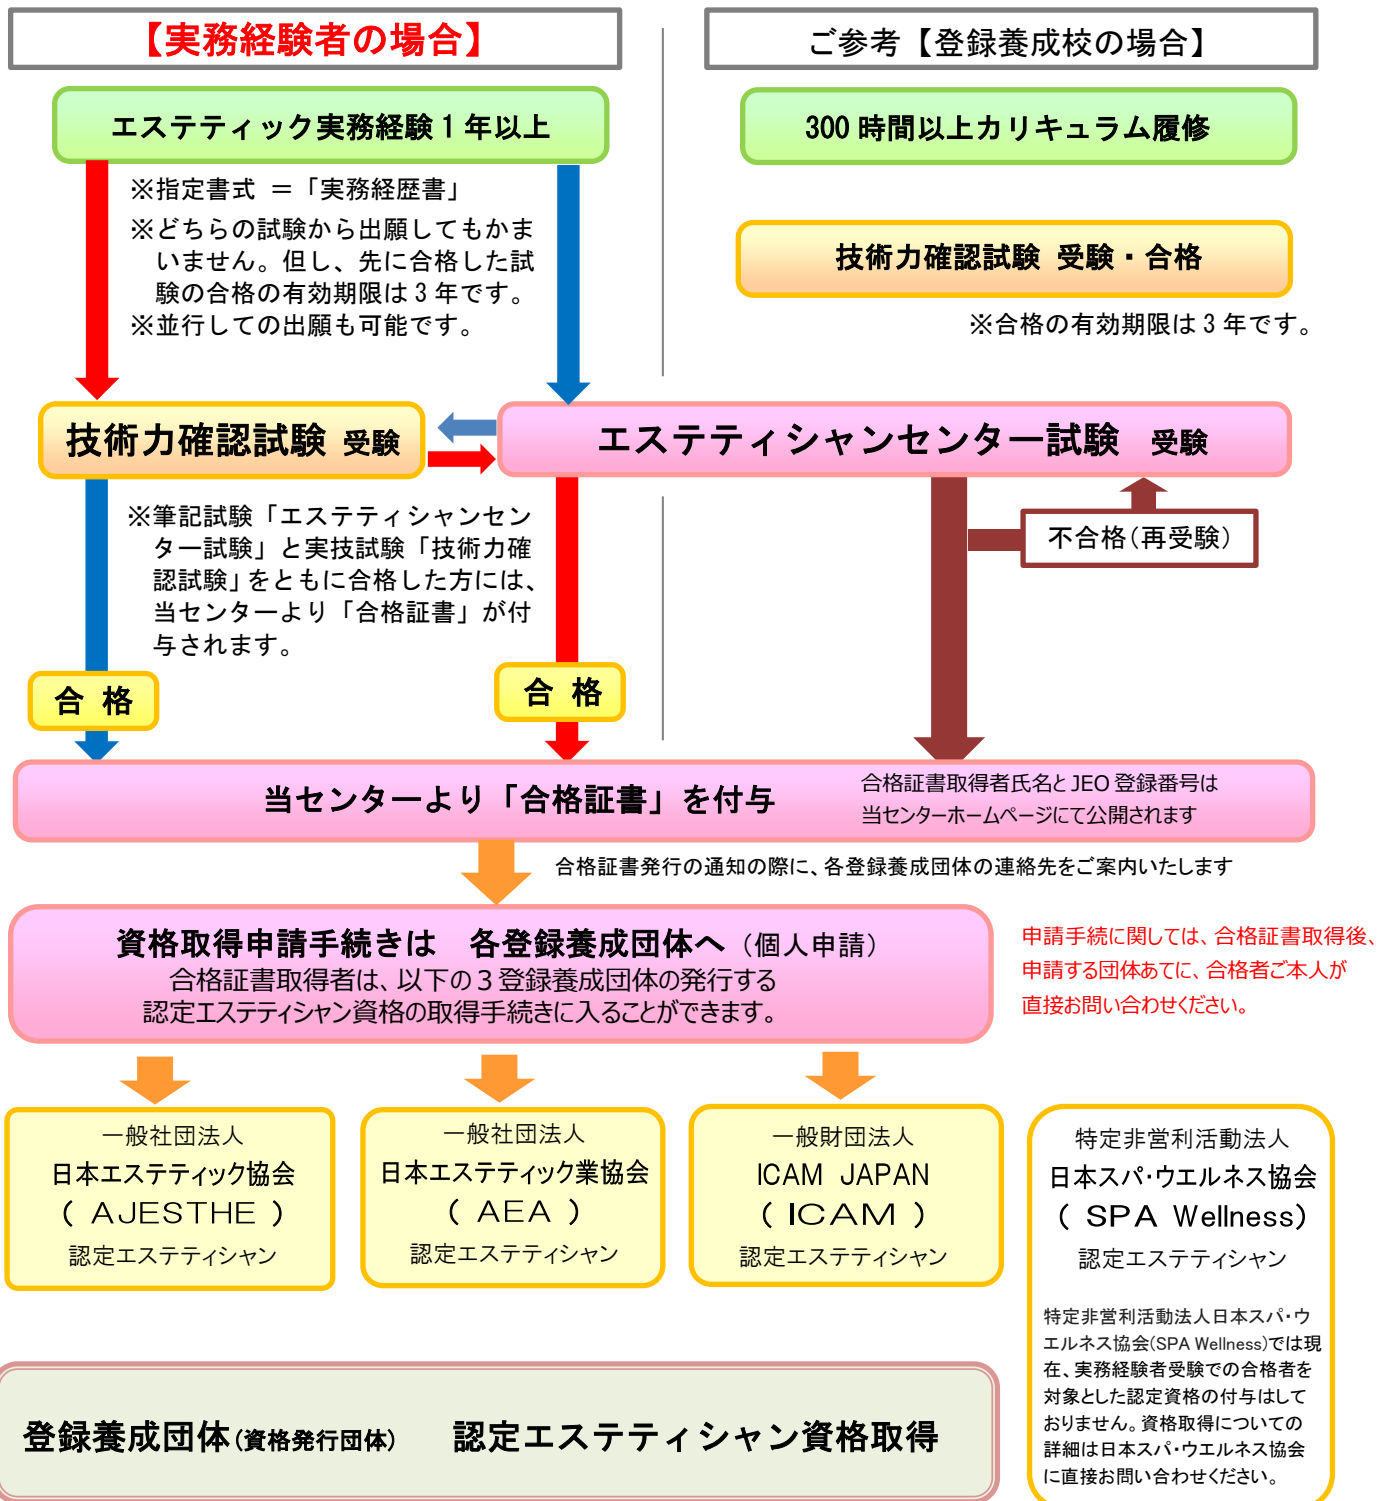 【実務経験者の場合】
ご参考【登録養成校の場合】
エステティック実務経験１年以上
300 時間以上カリキュラム履修
※指定書式 ＝「実務経歴書」
※どちらの試験から出願してもかま
いません。但し、先に合格した試
験の合格の有効期限は３年です。
※並行しての出願も可能です。
技術力確認試験 受験・合格
※合格の有効期限は３年です。
技術力確認試験 受験
エステティシャンセンター試験　受験
※筆記試験「エステティシャンセン
ター試験」と実技試験「技術力確
認試験」をともに合格した方には、
当センターより「合格証書」が付
与されます。
不合格（再受験）
合 格
合 格
当センターより「合格証書」を付与
合格証書取得者氏名と JEO 登録番号は
当センターホームページにて公開されます
合格証書発行の通知の際に、各登録養成団体の連絡先をご案内いたします
資格取得申請手続きは　各登録養成団体へ（個人申請）
合格証書取得者は、以下の３登録養成団体の発行する
認定エステティシャン資格の取得手続きに入ることができます。
申請手続に関しては、合格証書取得後、
申請する団体あてに、合格者ご本人が
直接お問い合わせください。
一般社団法人
日本エステティック協会
（ AJESTHE ）
認定エステティシャン
一般社団法人
日本エステティック業協会
（ AEA ）
認定エステティシャン
一般財団法人
ICAM JAPAN
（ ICAM ）
認定エステティシャン
特定非営利活動法人
日本スパ・ウエルネス協会
（ SPA Wellness）
認定エステティシャン
特定非営利活動法人日本スパ・ウ
エルネス協会(SPA Wellness)では現
在、実務経験者受験での合格者を
対象とした認定資格の付与はして
おりません。資格取得についての
詳細は日本スパ・ウエルネス協会
に直接お問い合わせください。
登録養成団体（資格発行団体）　認定エステティシャン資格取得